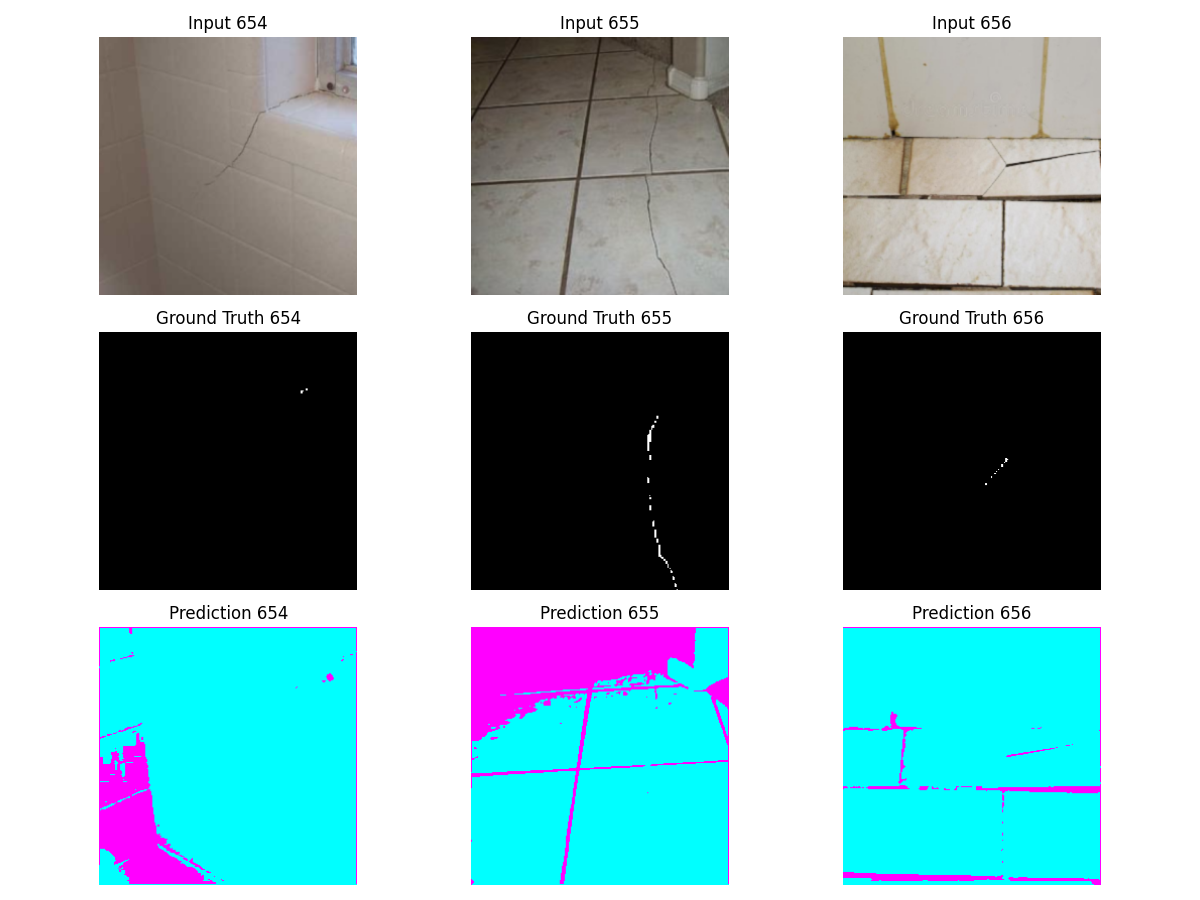 Input 654
Input 655
Input 656
Ground Truth 654
Ground Truth 655
Ground Truth 656
Prediction 654
Prediction 655
Prediction 656